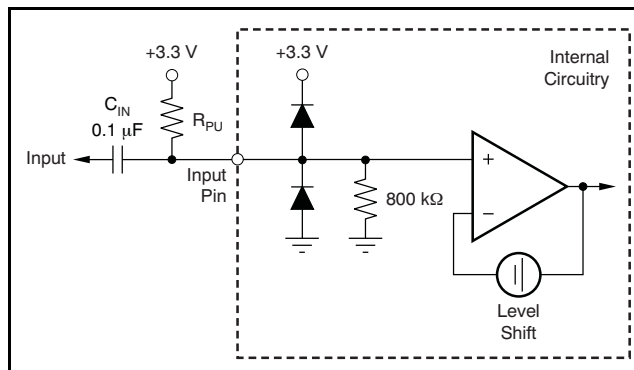 +3.3 V
+3.3 V
Internal
Circuitry
C_IN
0.1 µF
R_PU
Input
Input
Pin
800 kΩ
+
−
Level
Shift